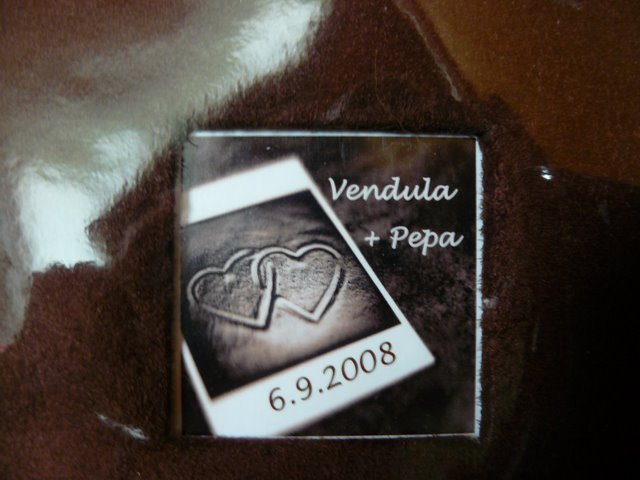 Vendula
+ Pepa
6.9.2008